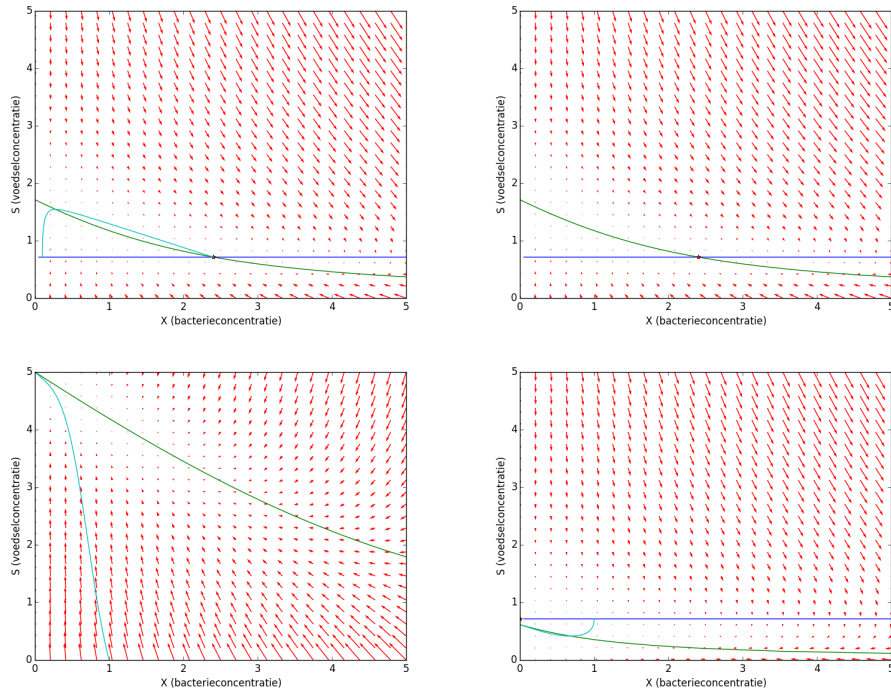 5
4
3
2
1
0
S (voedselconcentratie)
0 1 2 3 4 5
X (bacterieconcentratie)
5
4
3
2
1
0
S (voedselconcentratie)
0 1 2 3 4 5
X (bacterieconcentratie)
5
4
3
2
1
0
S (voedselconcentratie)
0 1 2 3 4 5
X (bacterieconcentratie)
5
4
3
2
1
0
S (voedselconcentratie)
0 1 2 3 4 5
X (bacterieconcentratie)